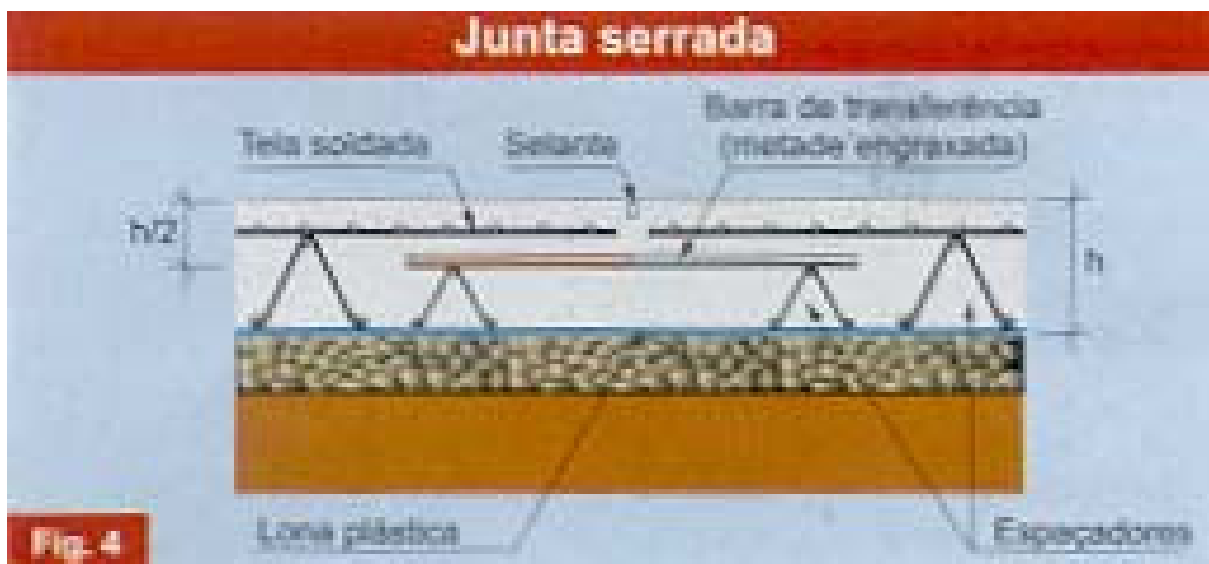 Junta serrada
Barra de transferência
(metade engraxada)
Tela soldada
Selante
h/2
h
Lona plástica
Espaçadores
Fig. 4